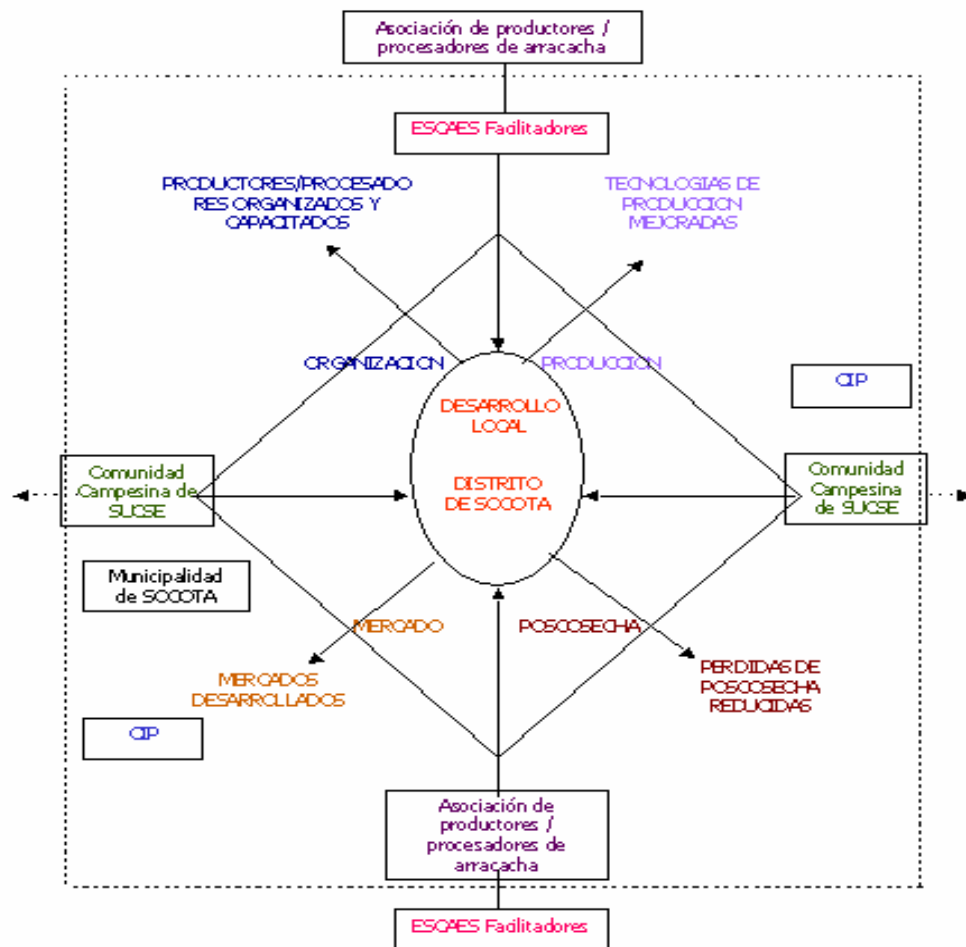 Asociación de productores /
procesadores de arracacha
ESCAES Facilitadores
PRODUCTORES/PROCESADO
RES ORGANIZADOS Y
CAPACITADOS
TECNOLOGIAS DE
PRODUCCION
MEJORADAS
ORGANIZACION
PRODUCCION
CIP
DESARROLLO
LOCAL
DISTRITO
DE SOCOTA
Comunidad
Campesina de
SUCSE
Comunidad
Campesina
de SUCSE
Municipalidad
de SOCOTA
MERCADO
POSCOSECHA
MERCADOS
DESARROLLADOS
PERDIDAS DE
POSCOSECHA
REDUCIDAS
CIP
Asociación de
productores /
procesadores de
arracacha
ESCAES Facilitadores